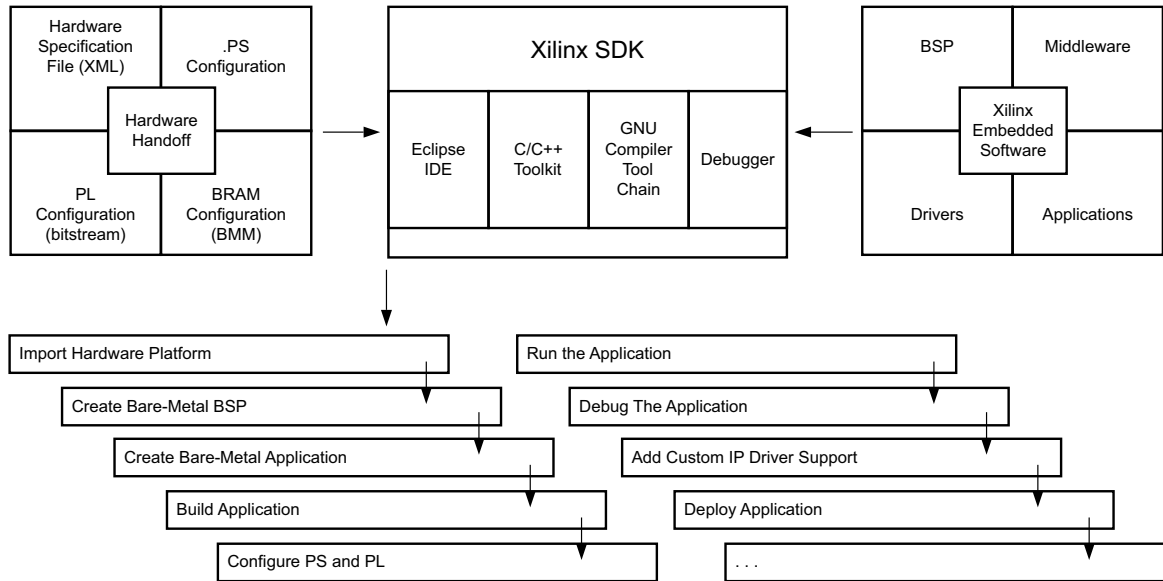 Hardware
Specification
File (XML)
.PS
Configuration
Hardware
Handoff
PL
Configuration
(bitstream)
BRAM
Configuration
(BMM)
Xilinx SDK
Eclipse
IDE
C/C++
Toolkit
GNU
Compiler
Tool
Chain
Debugger
BSP
Middleware
Xilinx
Embedded
Software
Drivers
Applications
Import Hardware Platform
Create Bare-Metal BSP
Create Bare-Metal Application
Build Application
Configure PS and PL
Run the Application
Debug The Application
Add Custom IP Driver Support
Deploy Application
. . .